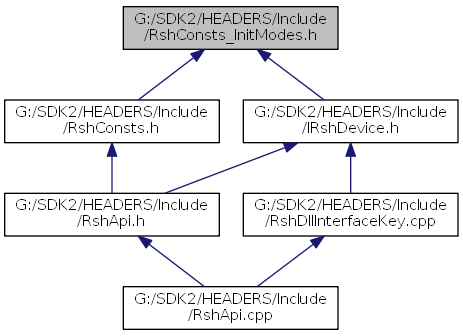 G:/SDK2/HEADERS/Include
/RshConsts_InitModes.h
G:/SDK2/HEADERS/Include
/RshConsts.h
G:/SDK2/HEADERS/Include
/IRshDevice.h
G:/SDK2/HEADERS/Include
/RshApi.h
G:/SDK2/HEADERS/Include
/RshDllInterfaceKey.cpp
G:/SDK2/HEADERS/Include
/RshApi.cpp